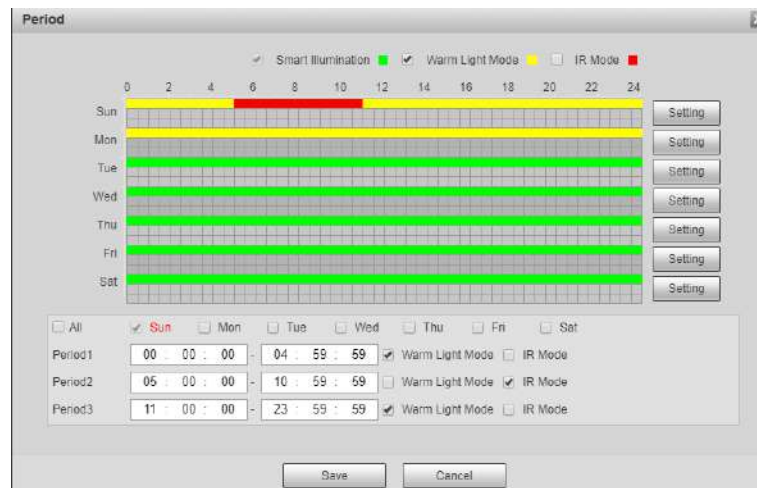 Period
Smart Illumination Warm Light Mode IR Mode
0 2 4 6 8 10 12 14 16 18 20 22 24
Sun Setting
Mon Setting
Tue Setting
Wed Setting
Thu Setting
Fri Setting
Sat Setting
All Sun Mon Tue Wed Thu Fri Sat
Period1 00 : 00 : 00 - 04 : 59 : 59 Warm Light Mode IR Mode
Period2 05 : 00 : 00 - 10 : 59 : 59 Warm Light Mode IR Mode
Period3 11 : 00 : 00 - 23 : 59 : 59 Warm Light Mode IR Mode
Save Cancel